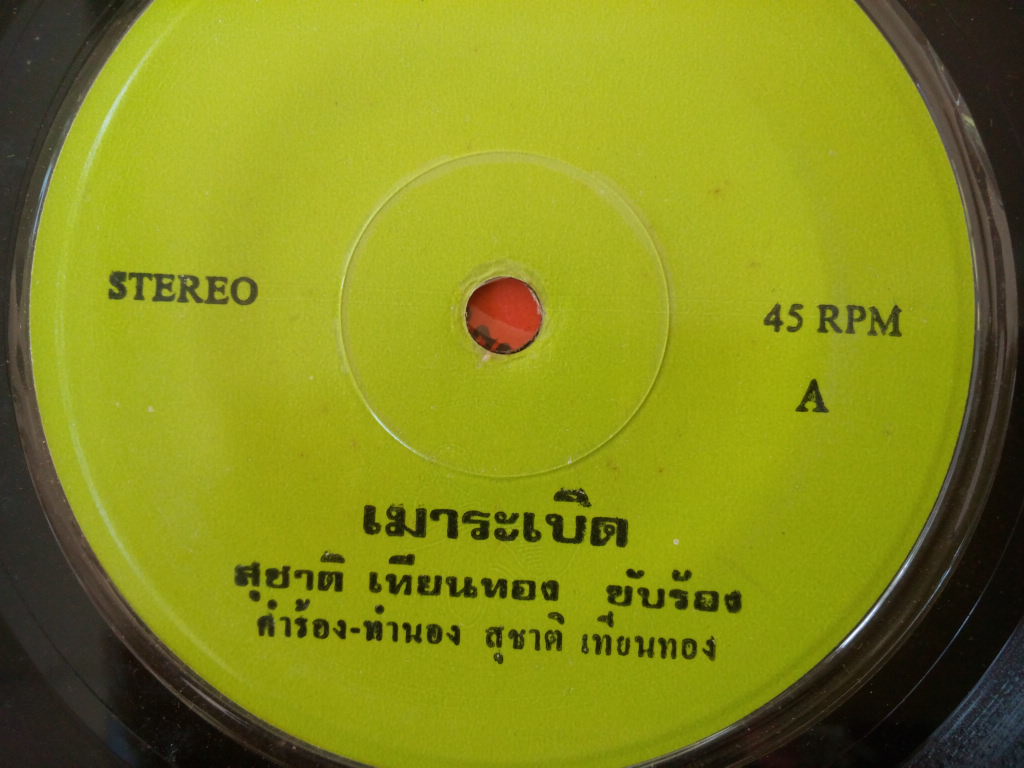 STEREO
45 RPM
A
เมาระเบิด
สุชาติ เทียนทอง ขับร้อง
คำร้อง-ทำนอง สุชาติ เทียนทอง